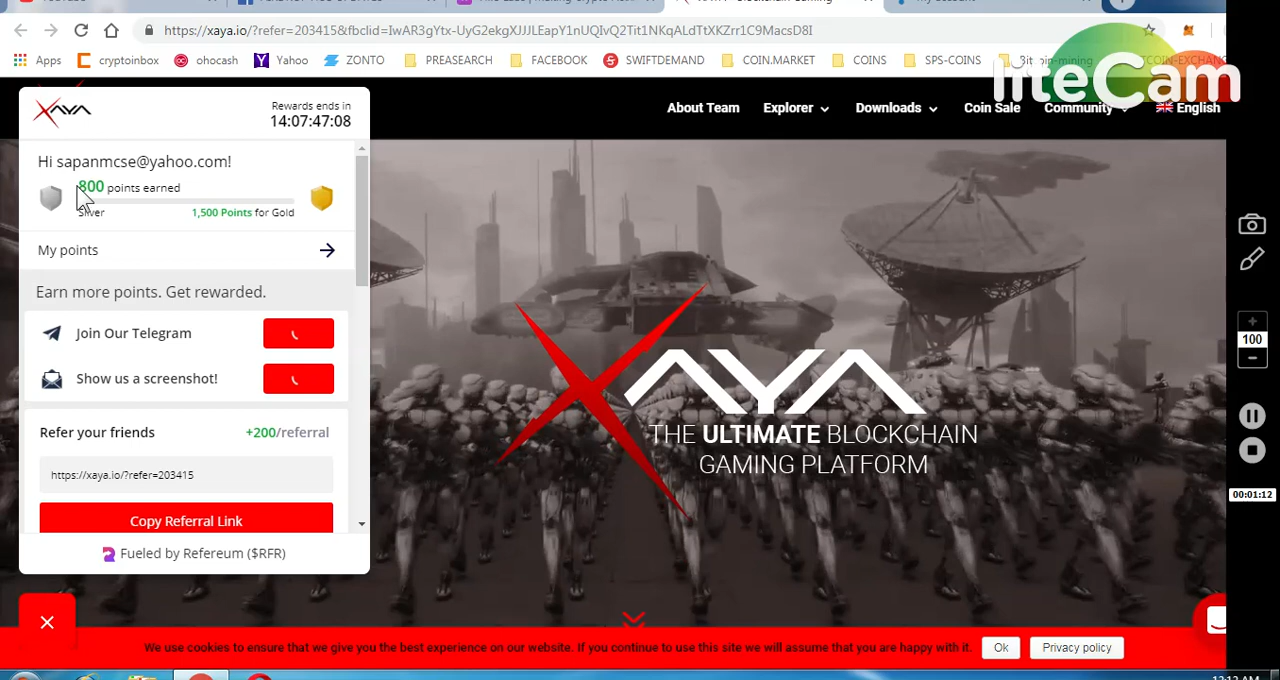 https://xaya.io/?refer=203415&fbclid=IwAR3gYtx-UyG2ekgXJJJLEapY1nUQIvQ2Tit1NKqALdTtXKZrr1C9MacsD8I
Apps cryptoinbox ohocash Yahoo ZONTO PREASEARCH FACEBOOK SWIFTDEMAND COIN.MARKET COINS SPS-COINS
liteCam
XAYA
Rewards ends in
14:07:47:08
About Team Explorer Downloads Coin Sale Community English
Hi sapanmcse@yahoo.com!
800 points earned
Silver 1,500 Points for Gold
My points
Earn more points. Get rewarded.
Join Our Telegram
Show us a screenshot!
Refer your friends +200/referral
https://xaya.io/?refer=203415
Copy Referral Link
Fueled by Refereum ($RFR)
XAYA
THE ULTIMATE BLOCKCHAIN
GAMING PLATFORM
100
00:01:12
We use cookies to ensure that we give you the best experience on our website. If you continue to use this site we will assume that you are happy with it. Ok Privacy policy